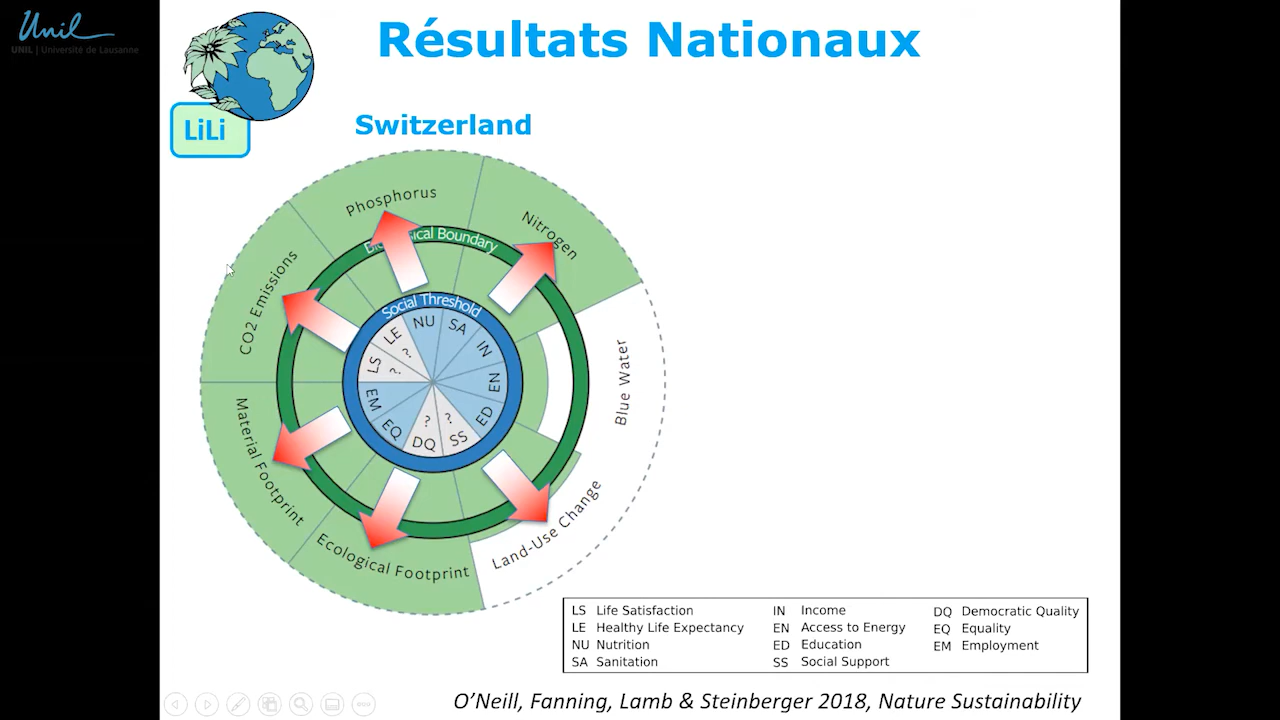 Unil
UNIL | Université de Lausanne
LiLi
Résultats Nationaux
Switzerland
Phosphorus
Nitrogen
CO2 Emissions
Blue Water
Material Footprint
Land-Use Change
Ecological Footprint
Boundary
Social Threshold
LS
?
LE
?
NU
SA
IN
EN
ED
SS
?
DQ
?
EQ
EM
LS Life Satisfaction
LE Healthy Life Expectancy
NU Nutrition
SA Sanitation
IN Income
EN Access to Energy
ED Education
SS Social Support
DQ Democratic Quality
EQ Equality
EM Employment
O'Neill, Fanning, Lamb & Steinberger 2018, Nature Sustainability